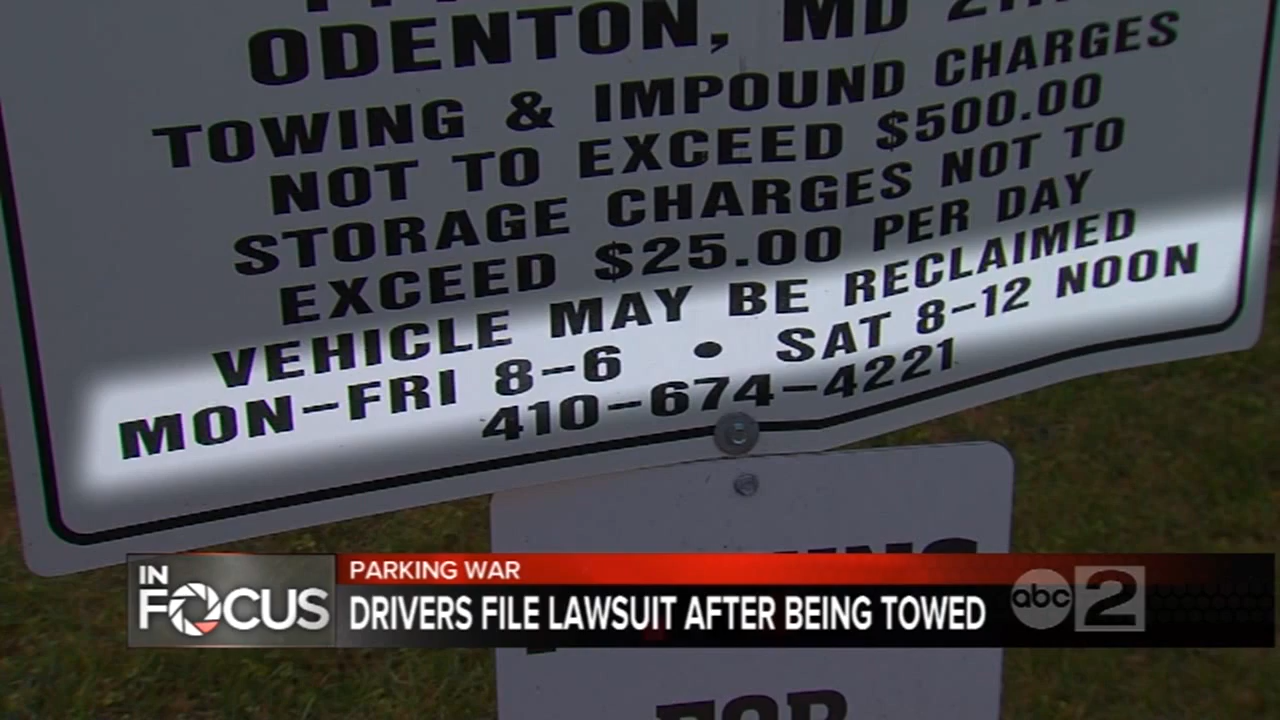 ODENTON, MD
TOWING & IMPOUND CHARGES
NOT TO EXCEED $500.00
STORAGE CHARGES NOT TO
EXCEED $25.00 PER DAY
VEHICLE MAY BE RECLAIMED
MON-FRI 8-6 • SAT 8-12 NOON
410-674-4221
FOR
IN FOCUS
PARKING WAR
DRIVERS FILE LAWSUIT AFTER BEING TOWED
abc 2